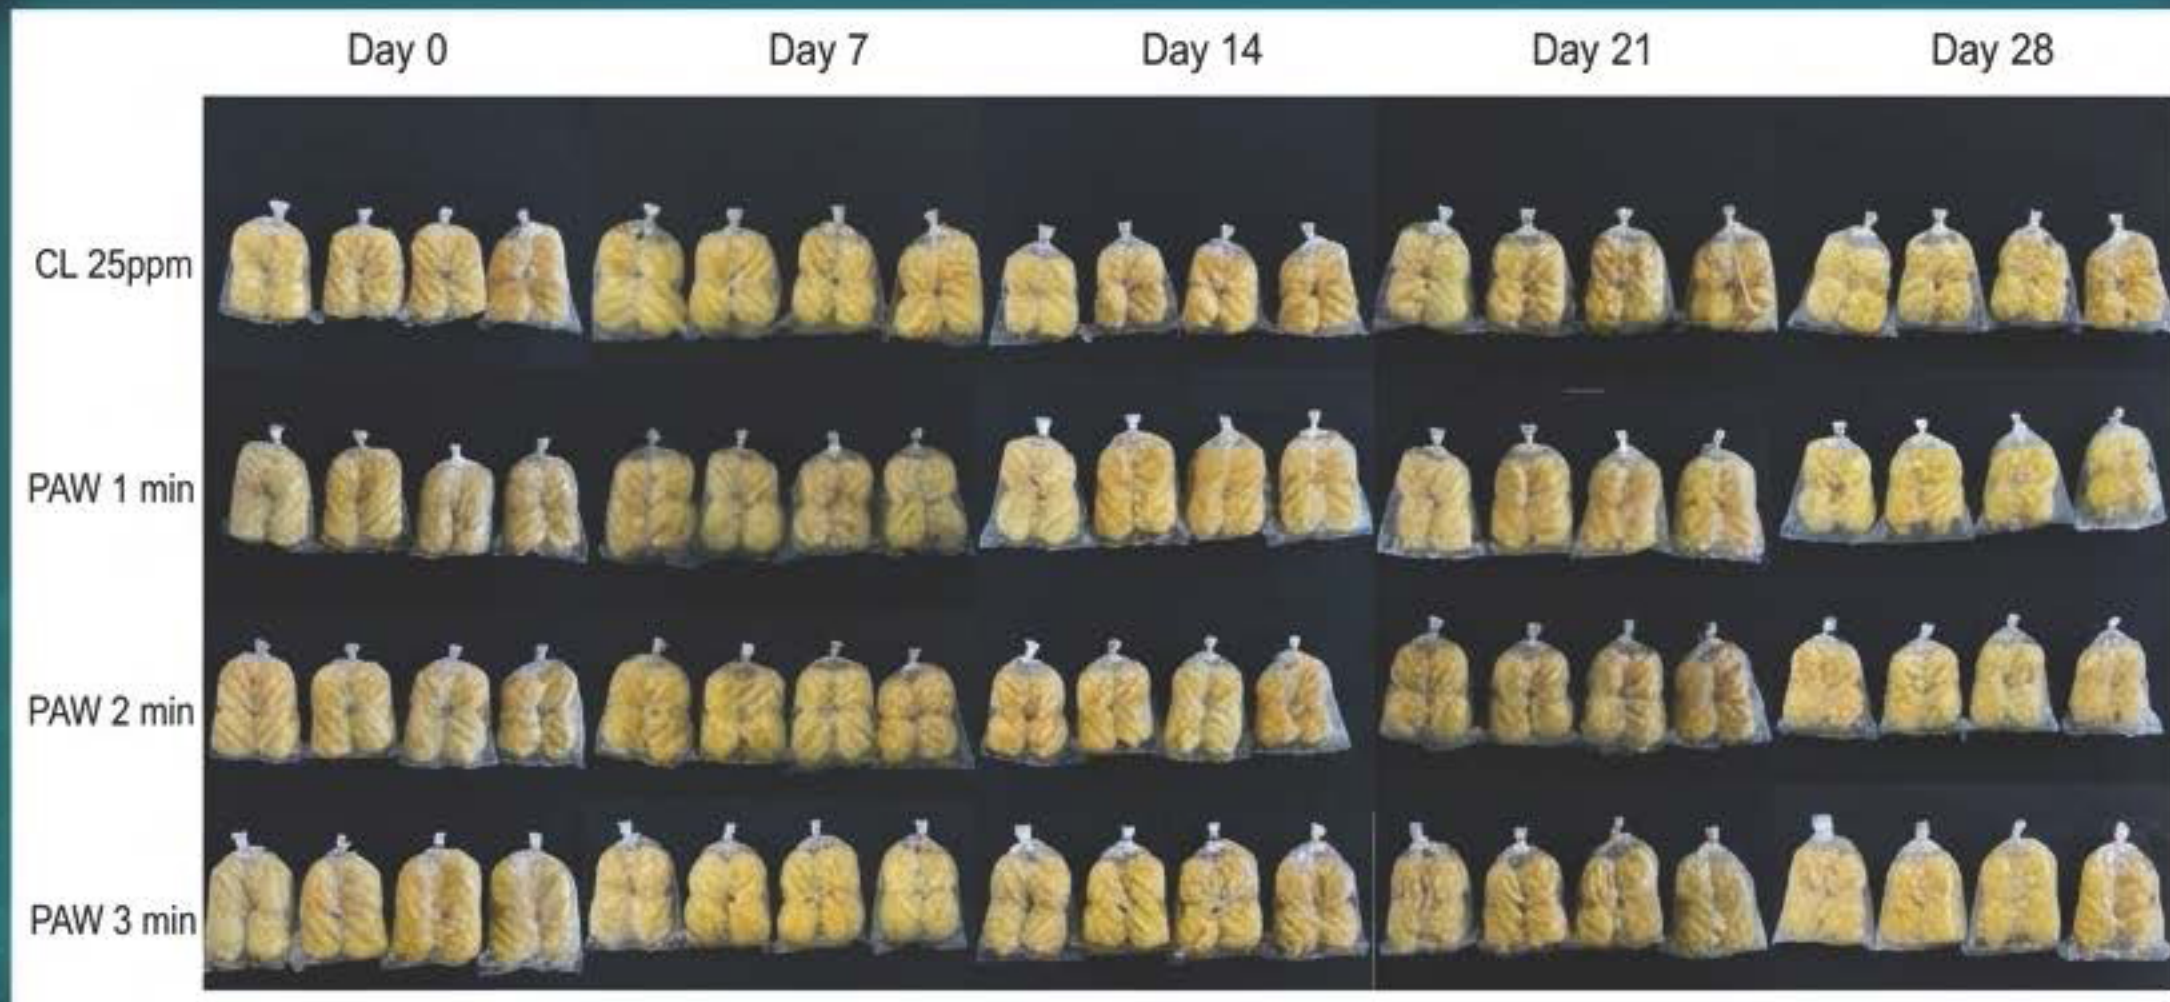 Day 0 Day 7 Day 14 Day 21 Day 28
CL 25ppm
PAW 1 min
PAW 2 min
PAW 3 min